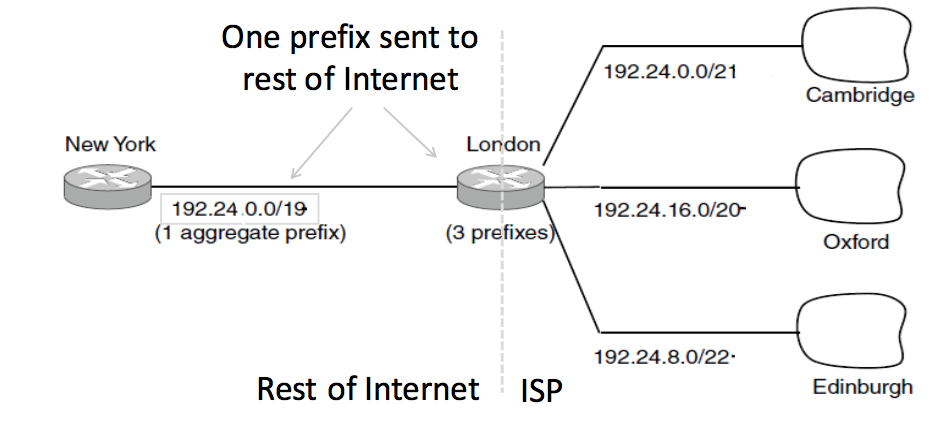 One prefix sent to
rest of Internet
New York
London
192.24.0.0/19
(1 aggregate prefix)
(3 prefixes)
192.24.0.0/21
Cambridge
192.24.16.0/20
Oxford
192.24.8.0/22
Edinburgh
Rest of Internet
ISP